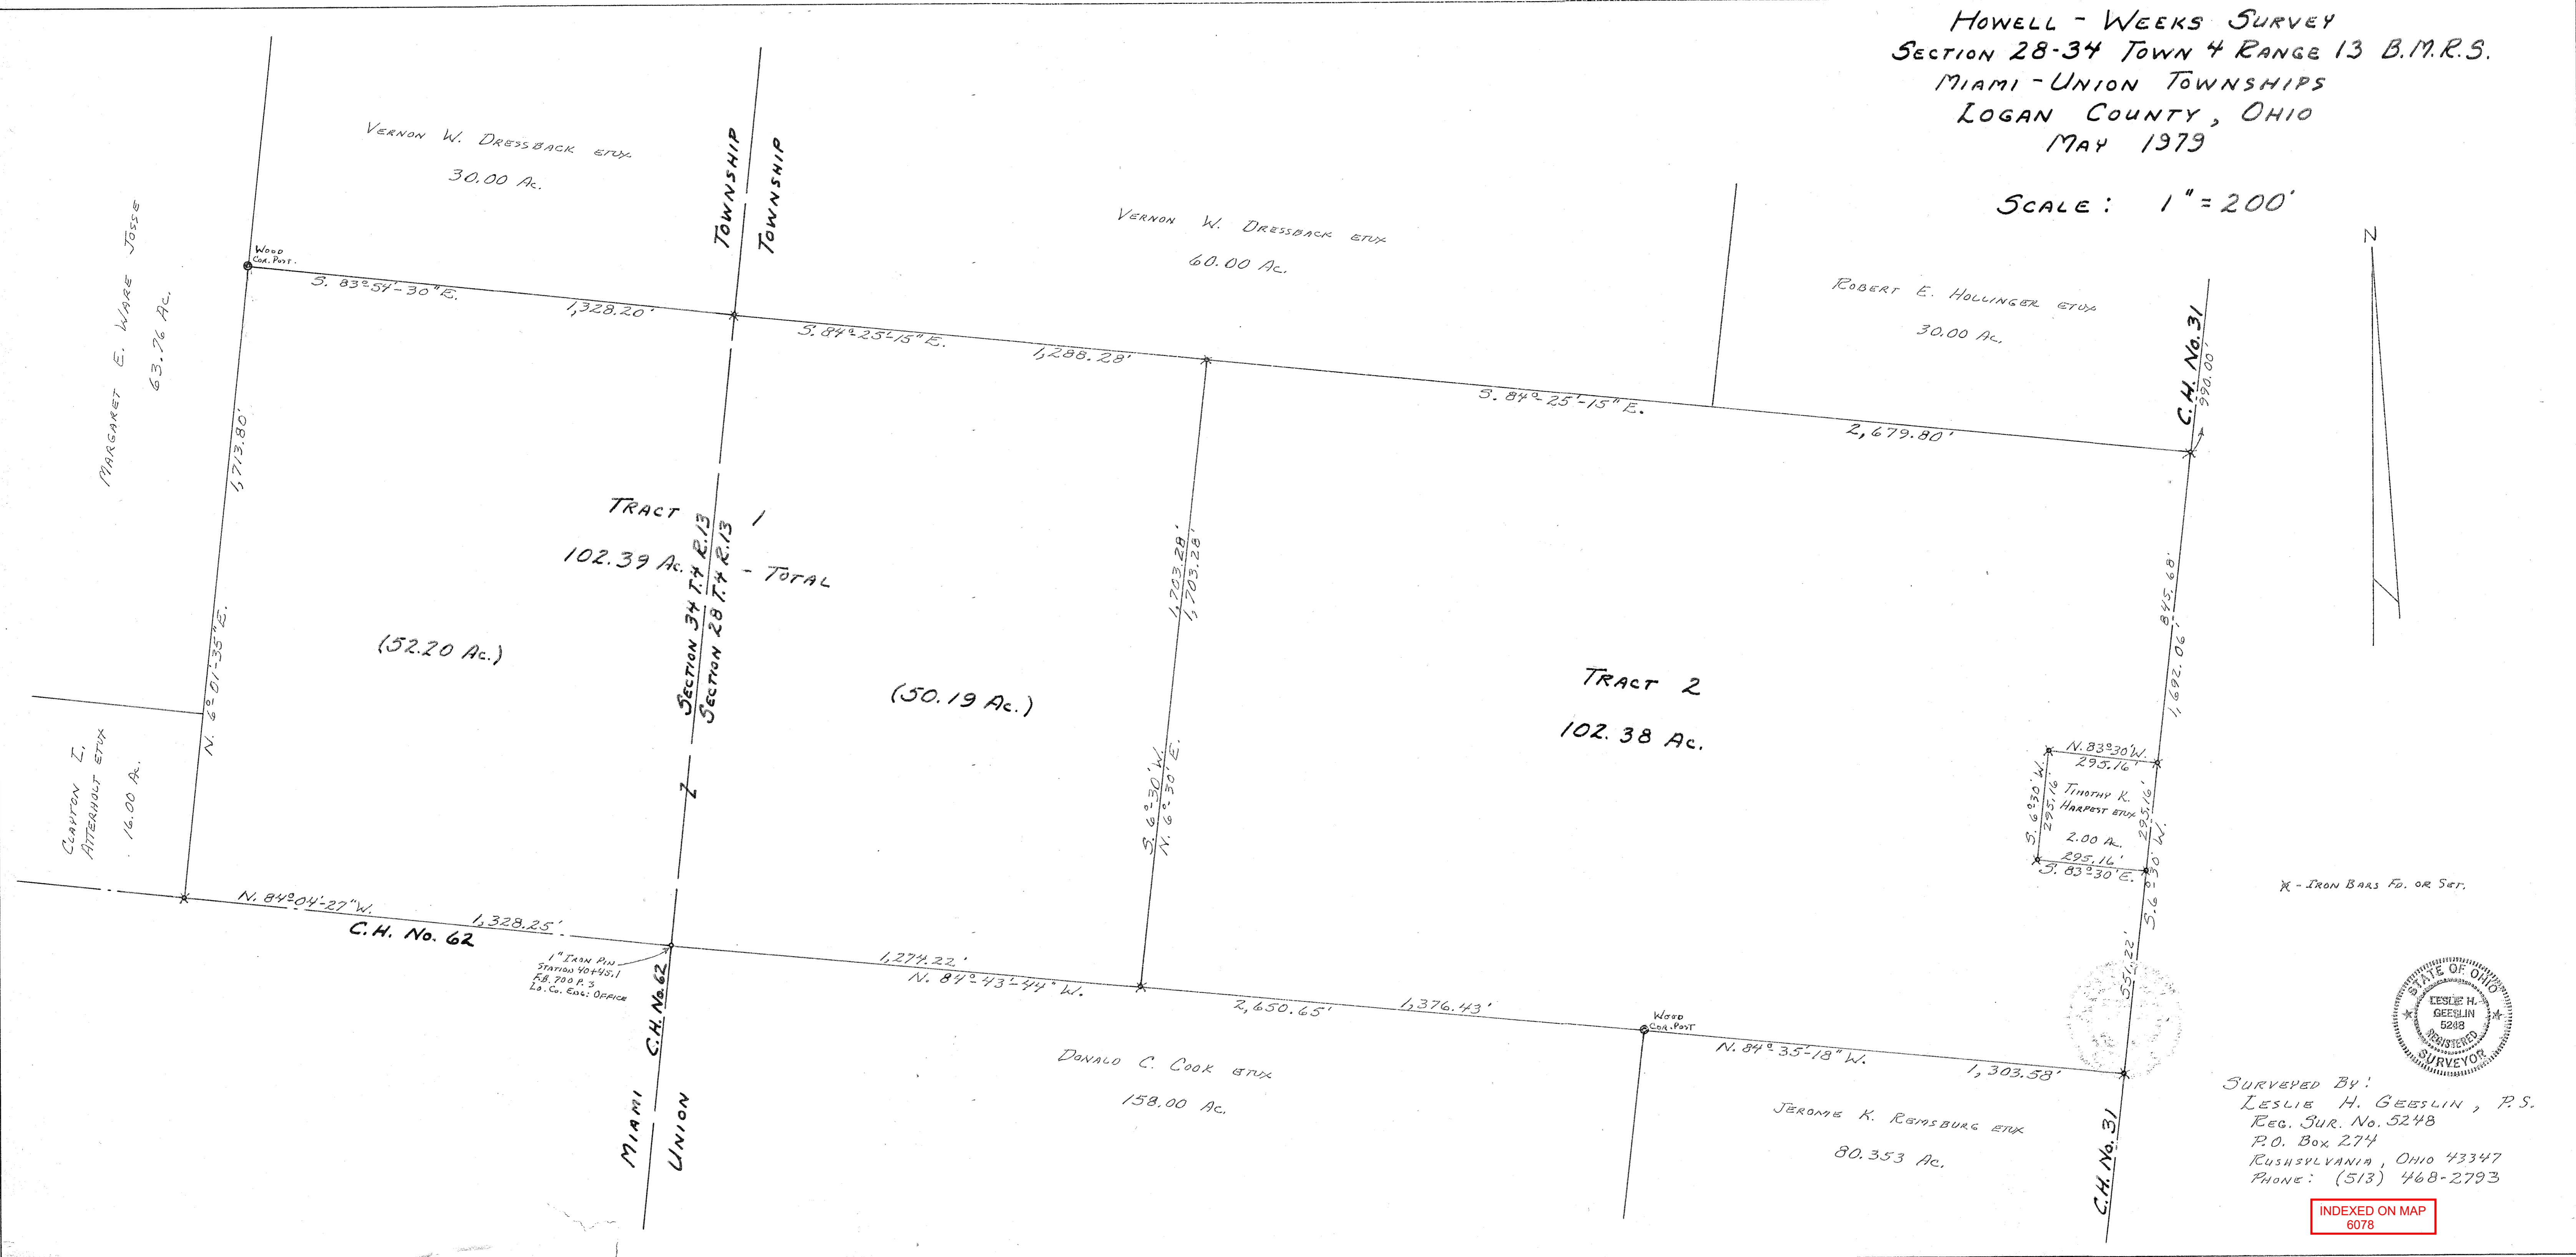 HOWELL - WEEKS SURVEY
SECTION 28-34 TOWN 4 RANGE 13 B.M.R.S.
MIAMI - UNION TOWNSHIPS
LOGAN COUNTY, OHIO
MAY 1979
SCALE: 1" = 200'
N
VERNON W. DRESSBACK ETUX
30.00 Ac.
TOWNSHIP
TOWNSHIP
VERNON W. DRESSBACK ETUX
60.00 Ac.
ROBERT E. HOLLINGER ETUX
30.00 Ac.
C.H. No. 31
990.00'
MARGARET E. WARE JOSSE
63.76 Ac.
WOOD
COR. POST.
S. 83°-54'-30" E.
1,328.20'
S. 84°-25'-15" E.
1,288.28'
S. 84°-25'-15" E.
2,679.80'
1,713.80'
N. 6°-01'-35" E.
TRACT 1
102.39 Ac. - TOTAL
SECTION 34 T.4 R.13
SECTION 28 T.4 R.13
(52.20 Ac.)
(50.19 Ac.)
1,703.28'
1,703.28'
S. 6°-30' W.
N. 6°-30' E.
TRACT 2
102.38 Ac.
845.68'
1,692.06'
N. 83°30' W.
295.16'
S. 6°30' W.
295.16'
TIMOTHY K.
HARPEST ETUX
2.00 Ac.
295.16'
295.16'
S. 83°30' E.
S. 6°-30' W.
551.22'
X - IRON BARS FD. OR SET.
CLAYTON I.
ATTERHOLT ETUX
16.00 Ac.
N. 84°04'-27" W.
1,328.25'
C.H. No. 62
1" IRON PIN
STATION 40+45.1
F.B. 700 P. 3
LO. CO. ENG. OFFICE
C.H. No. 62
MIAMI
UNION
1,274.22'
N. 84°-43'-44" W.
2,650.65'
1,376.43'
WOOD
COR. POST
N. 84°-35'-18" W.
1,303.58'
DONALD C. COOK ETUX
158.00 Ac.
JEROME K. REMSBURG ETUX
80.353 Ac.
C.H. No. 31
STATE OF OHIO
LESLIE H.
GEESLIN
5248
REGISTERED
SURVEYOR
SURVEYED BY:
LESLIE H. GEESLIN, P.S.
REG. SUR. No. 5248
P.O. BOX 274
RUSHSYLVANIA, OHIO 43347
PHONE: (513) 468-2793
INDEXED ON MAP
6078